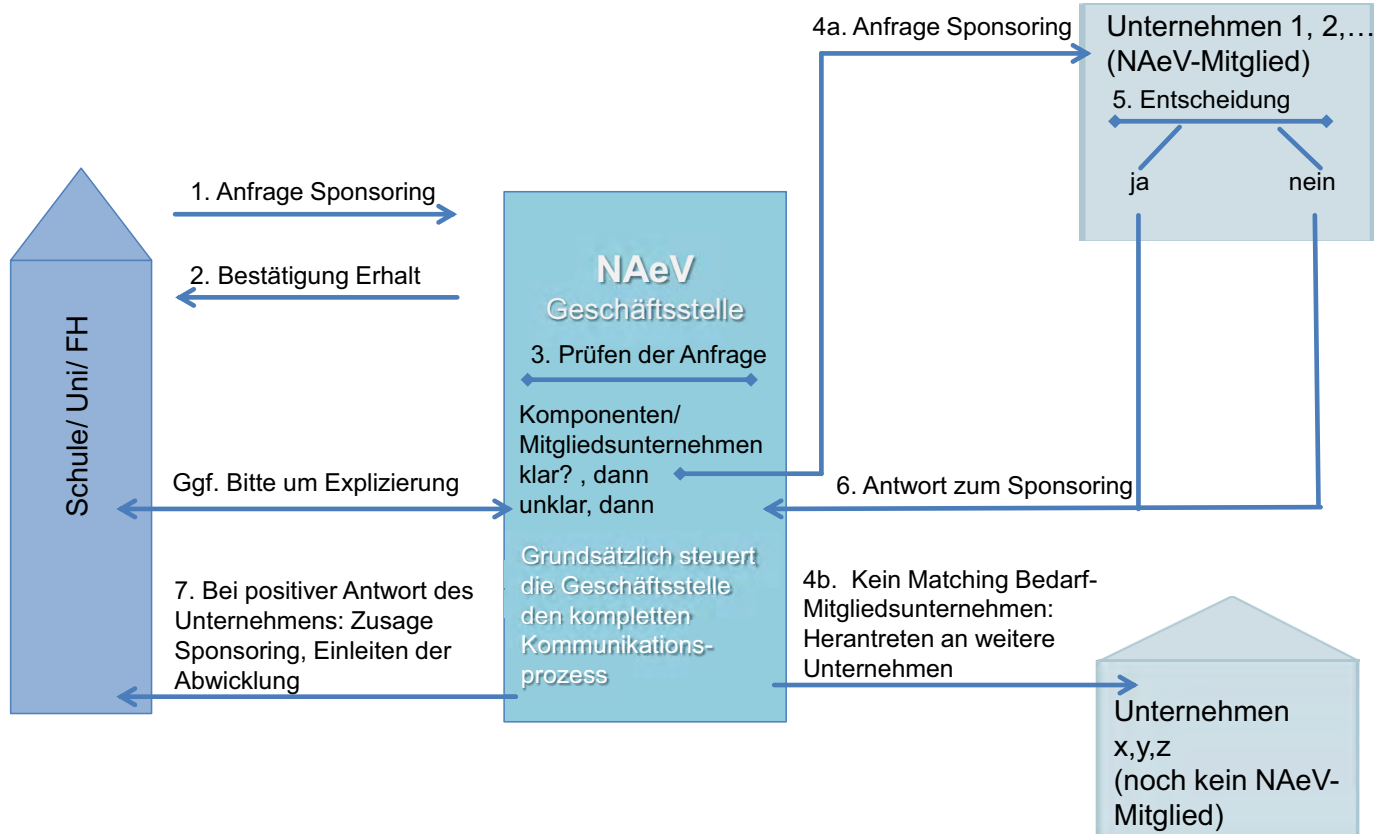 4a. Anfrage Sponsoring
Unternehmen 1, 2,…
(NAeV-Mitglied)
5. Entscheidung
ja
nein
1. Anfrage Sponsoring
2. Bestätigung Erhalt
Schule/ Uni/ FH
NAeV
Geschäftsstelle
3. Prüfen der Anfrage
Komponenten/
Mitgliedsunternehmen
klar? , dann
unklar, dann
Ggf. Bitte um Explizierung
6. Antwort zum Sponsoring
Grundsätzlich steuert
die Geschäftsstelle
den kompletten
Kommunikations-
prozess
7. Bei positiver Antwort des
Unternehmens: Zusage
Sponsoring, Einleiten der
Abwicklung
4b. Kein Matching Bedarf-
Mitgliedsunternehmen:
Herantreten an weitere
Unternehmen
Unternehmen
x,y,z
(noch kein NAeV-
Mitglied)